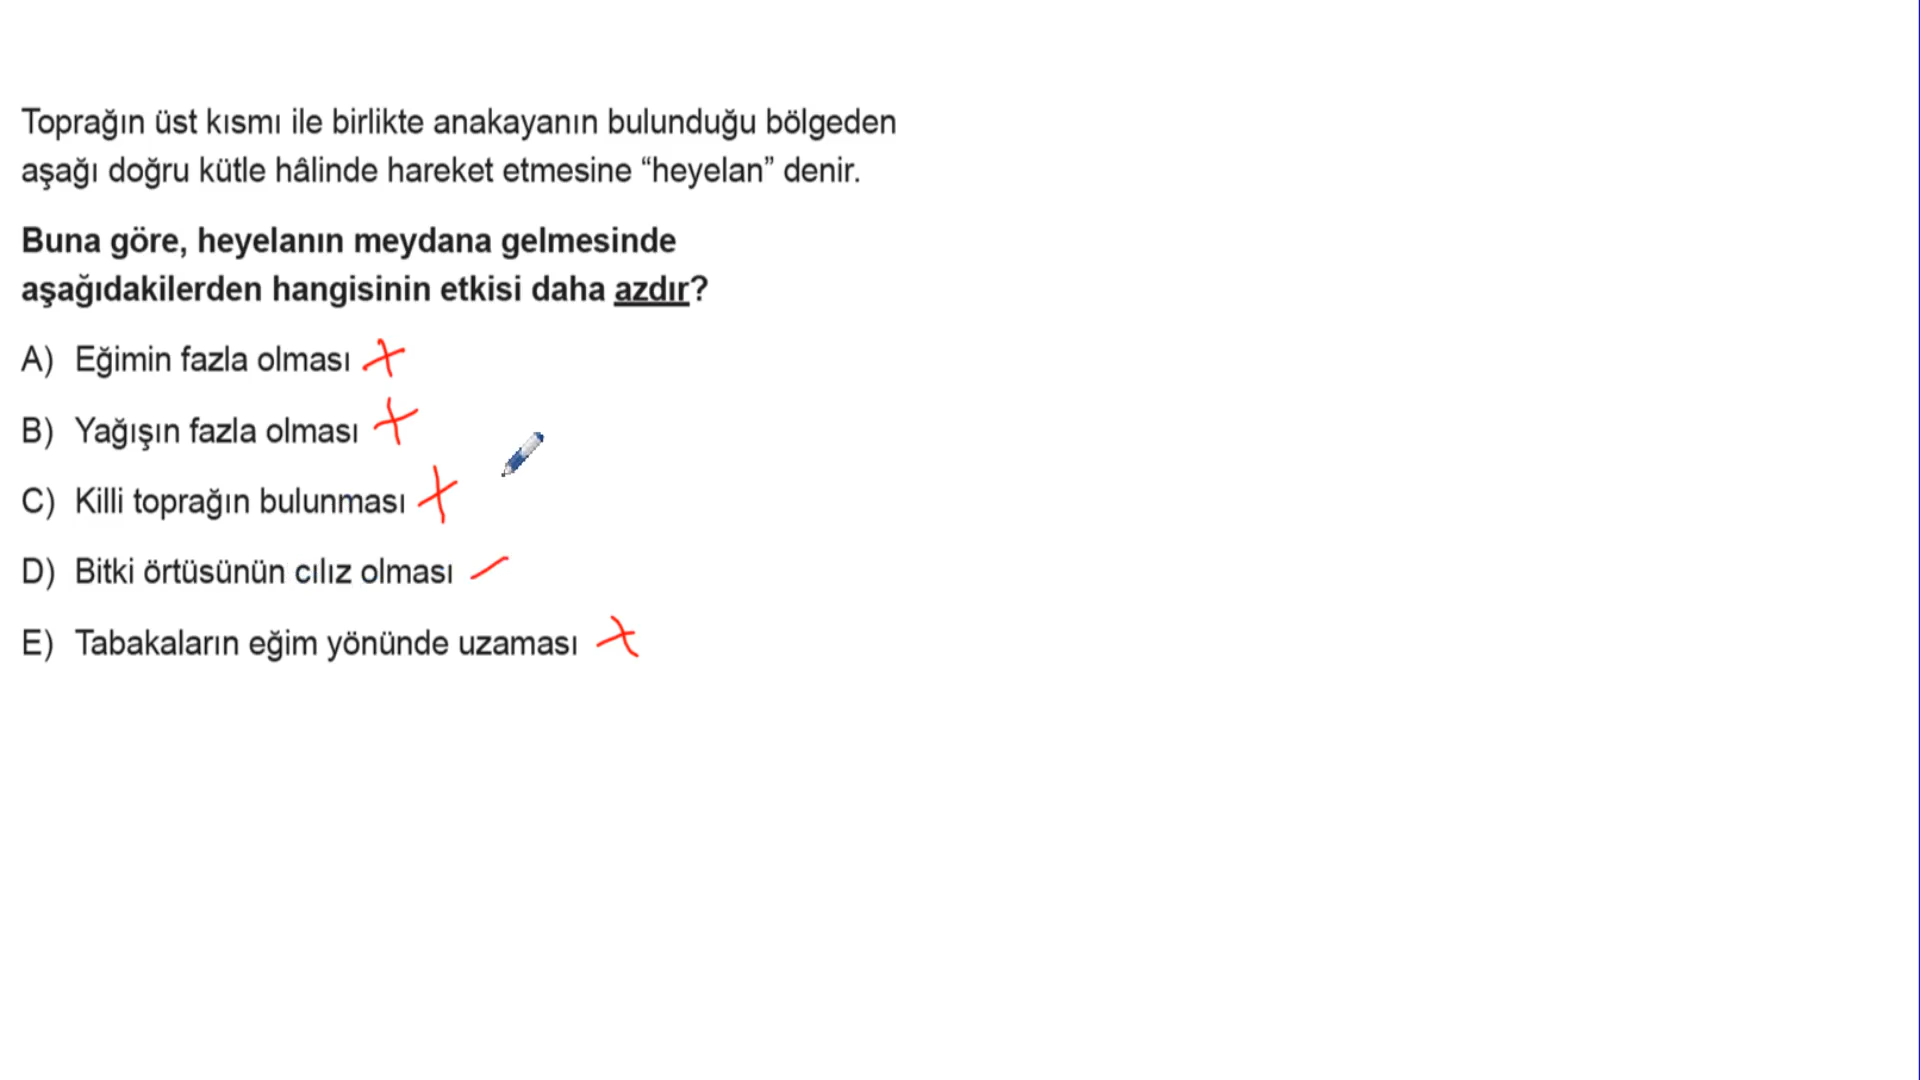 Toprağın üst kısmı ile birlikte anakayanın bulunduğu bölgeden
aşağı doğru kütle hâlinde hareket etmesine “heyelan” denir.
Buna göre, heyelanın meydana gelmesinde
aşağıdakilerden hangisinin etkisi daha azdır?
A) Eğimin fazla olması
B) Yağışın fazla olması
C) Killi toprağın bulunması
D) Bitki örtüsünün cılız olması
E) Tabakaların eğim yönünde uzaması